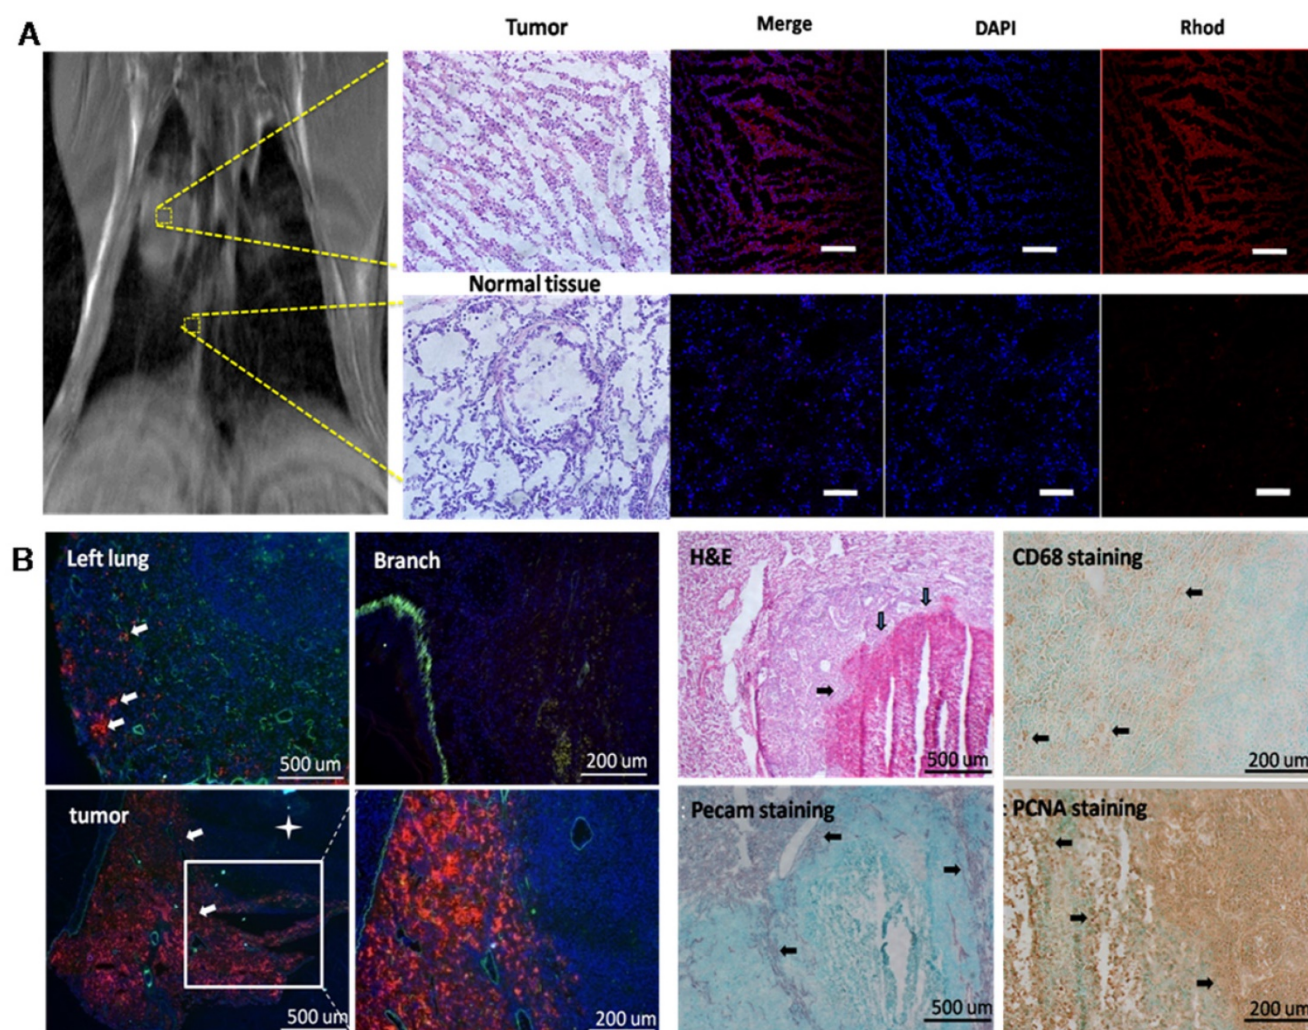 A
Tumor
Merge
DAPI
Rhod
Normal tissue
B
Left lung
500 um
Branch
200 um
H&E
500 um
CD68 staining
200 um
tumor
500 um
200 um
Pecam staining
500 um
PCNA staining
200 um